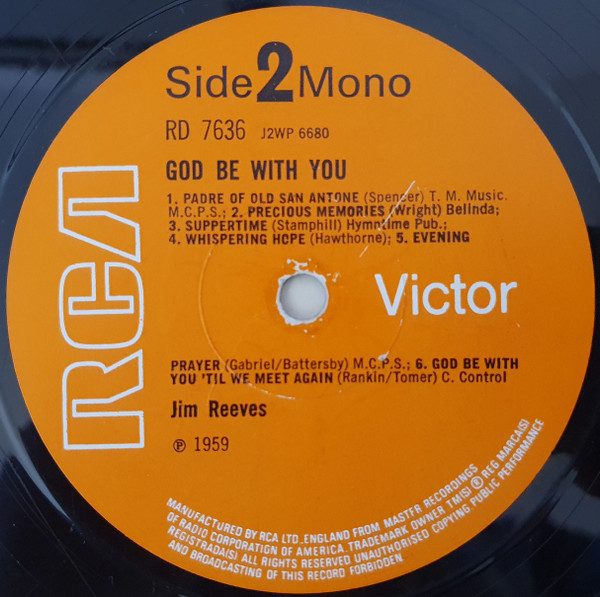 Side 2 Mono
RD 7636 J2WP 6680
GOD BE WITH YOU
1. PADRE OF OLD SAN ANTONE (Spencer) T. M. Music.
M.C.P.S.; 2. PRECIOUS MEMORIES (Wright) Belinda;
3. SUPPERTIME (Stamphill) Hymntime Pub.;
4. WHISPERING HOPE (Hawthorne); 5. EVENING
RCA
Victor
PRAYER (Gabriel/Battersby) M.C.P.S.; 6. GOD BE WITH
YOU 'TIL WE MEET AGAIN (Rankin/Tomer) C. Control
Jim Reeves
℗ 1959
MANUFACTURED BY RCA LTD., ENGLAND FROM MASTER RECORDINGS
OF RADIO CORPORATION OF AMERICA. TRADEMARK OWNER TM(S) ® REG MARCA(S)
REGISTRADA(S) ALL RIGHTS RESERVED UNAUTHORISED COPYING PUBLIC PERFORMANCE
AND BROADCASTING OF THIS RECORD FORBIDDEN